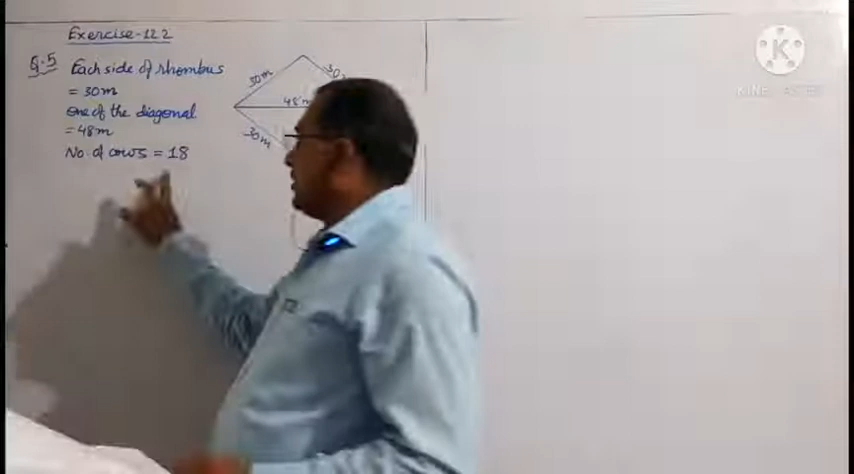 Exercise-12.2
Q.5 Each side of rhombus
= 30m
One of the diagonal
= 48m
No. of cows = 18
30m
30
48m
30m
K
KINEMASTER